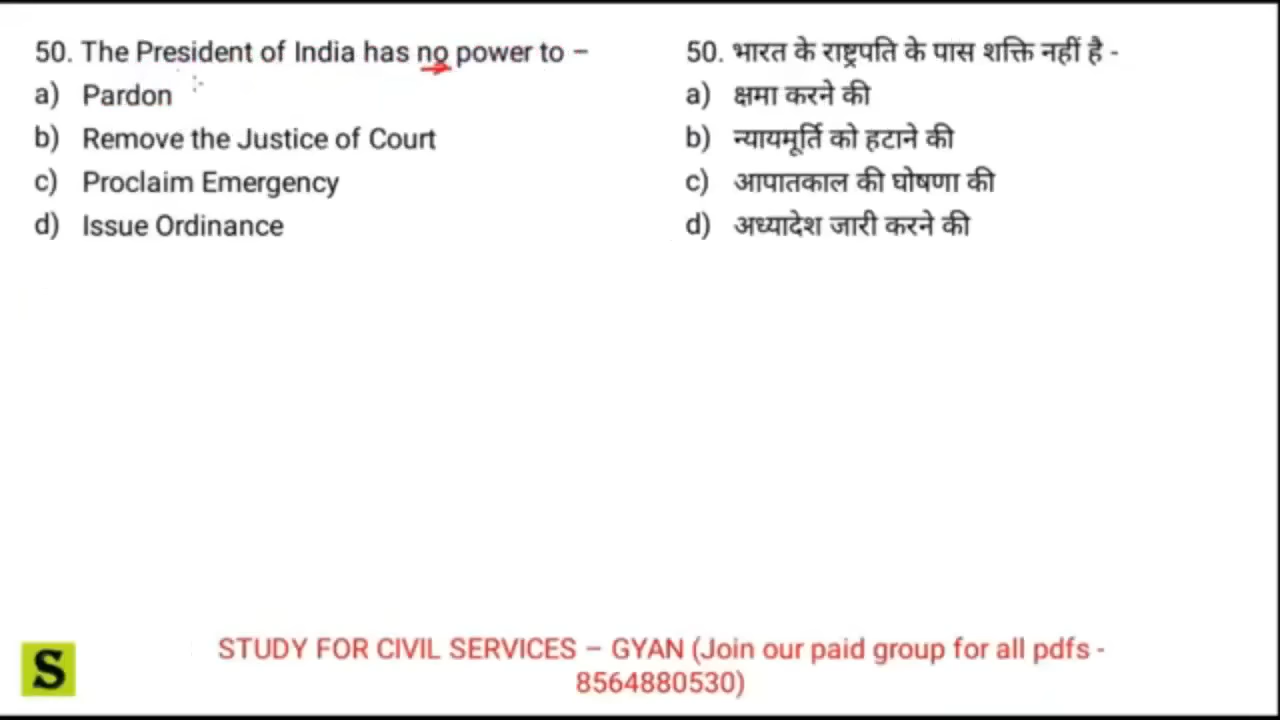 50. The President of India has no power to –
a) Pardon
b) Remove the Justice of Court
c) Proclaim Emergency
d) Issue Ordinance
50. भारत के राष्ट्रपति के पास शक्ति नहीं है -
a) क्षमा करने की
b) न्यायमूर्ति को हटाने की
c) आपातकाल की घोषणा की
d) अध्यादेश जारी करने की
S
STUDY FOR CIVIL SERVICES – GYAN (Join our paid group for all pdfs -
8564880530)